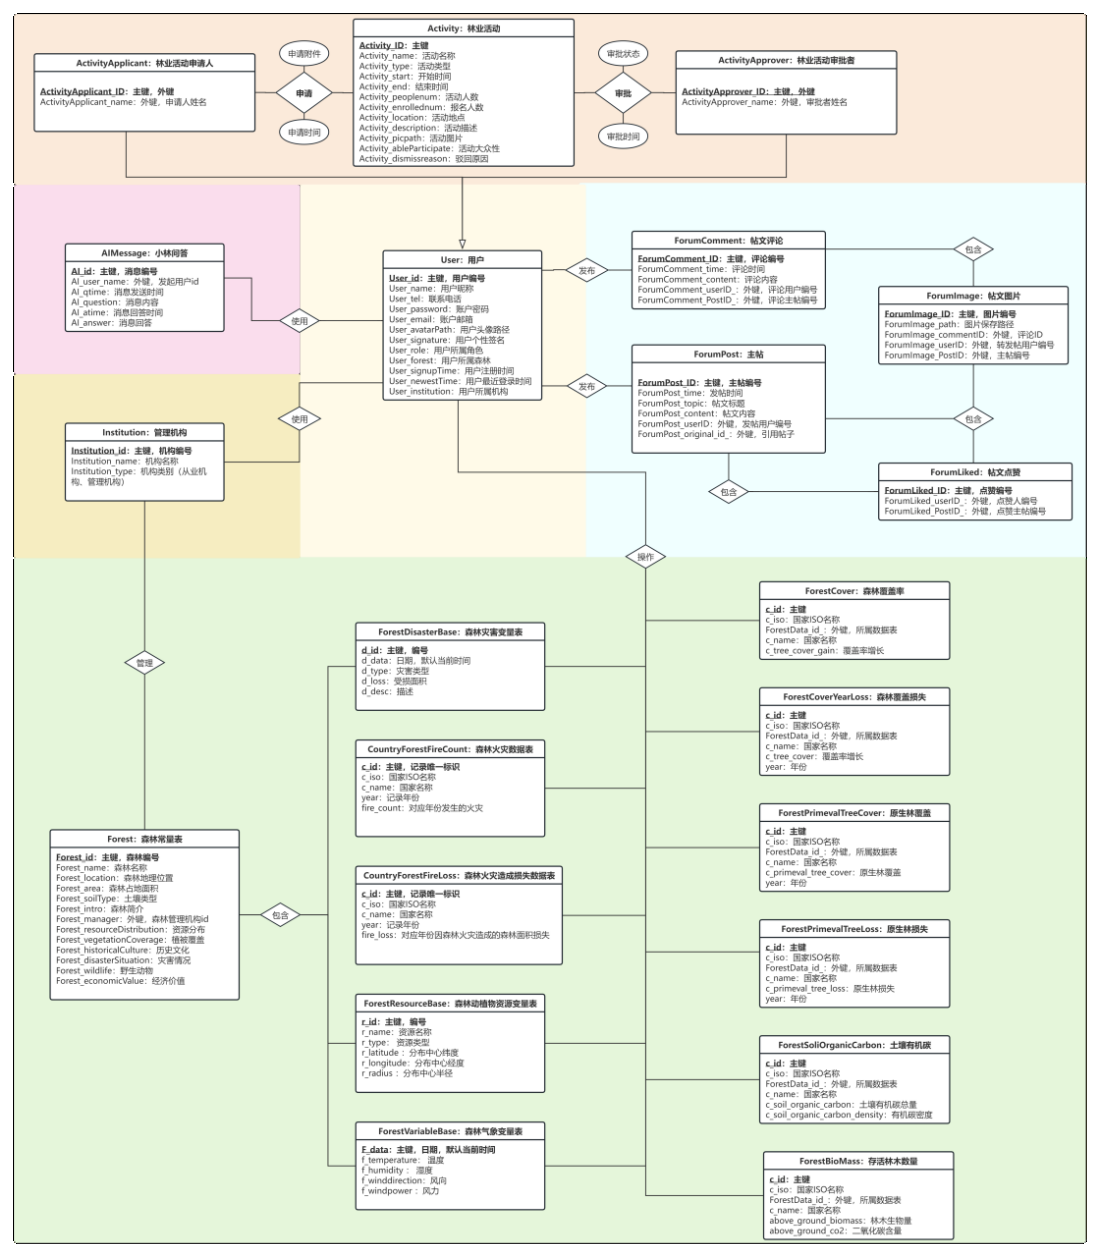 Activity：林业活动
Activity_ID：主键
Activity_name：活动名称
Activity_type：活动类型
Activity_start：开始时间
Activity_end：结束时间
Activity_peoplenum：活动人数
Activity_enrollednum：报名人数
Activity_location：活动地点
Activity_description：活动描述
Activity_picpath：活动图片
Activity_ableParticipate：活动大众性
Activity_dismissreason：驳回原因
ActivityApplicant：林业活动申请人
ActivityApplicant_ID：主键，外键
ActivityApplicant_name：外键，申请人姓名
申请附件
申请
申请时间
审批状态
审批
审批时间
ActivityApprover：林业活动审批者
ActivityApprover_ID：主键，外键
ActivityApprover_name：外键，审批者姓名
AIMessage：小林问答
AI_id：主键，消息编号
AI_user_name：外键，发起用户id
AI_qtime：消息发送时间
AI_question：消息内容
AI_atime：消息回答时间
AI_answer：消息回答
使用
User：用户
User_id：主键，用户编号
User_name：用户昵称
User_tel：联系电话
User_password：账户密码
User_email：账户邮箱
User_avatarPath：用户头像路径
User_signature：用户个性签名
User_role：用户所属角色
User_forest：用户所属森林
User_signupTime：用户注册时间
User_newestTime：用户最近登录时间
User_institution：用户所属机构
发布
ForumComment：帖文评论
ForumComment_ID：主键，评论编号
ForumComment_time：评论时间
ForumComment_content：评论内容
ForumComment_userID_：外键，评论用户编号
ForumComment_PostID_：外键，评论主帖编号
包含
ForumImage：帖文图片
ForumImage_ID：主键，图片编号
ForumImage_path：图片保存路径
ForumImage_commentID：外键，评论ID
ForumImage_userID：外键，转发帖用户编号
ForumImage_PostID：外键，主帖编号
发布
ForumPost：主帖
ForumPost_ID：主键，主帖编号
ForumPost_time：发帖时间
ForumPost_topic：帖文标题
ForumPost_content：帖文内容
ForumPost_userID：外键，发帖用户编号
ForumPost_original_id_：外键，引用帖子
包含
包含
ForumLiked：帖文点赞
ForumLiked_ID：主键，点赞编号
ForumLiked_userID_：外键，点赞人编号
ForumLiked_PostID_：外键，点赞主帖编号
使用
Institution：管理机构
Institution_id：主键，机构编号
Institution_name：机构名称
Institution_type：机构类别（从业机
构、管理机构）
操作
管理
Forest：森林常量表
Forest_id：主键，森林编号
Forest_name：森林名称
Forest_location：森林地理位置
Forest_area：森林占地面积
Forest_soilType：土壤类型
Forest_intro：森林简介
Forest_manager：外键，森林管理机构id
Forest_resourceDistribution：资源分布
Forest_vegetationCoverage：植被覆盖
Forest_historicalCulture：历史文化
Forest_disasterSituation：灾害情况
Forest_wildlife：野生动物
Forest_economicValue：经济价值
包含
ForestDisasterBase：森林灾害变量表
d_id：主键，编号
d_data：日期，默认当前时间
d_type：灾害类型
d_loss：受损面积
d_desc：描述
CountryForestFireCount：森林火灾数据表
c_id：主键，记录唯一标识
c_iso：国家ISO名称
c_name：国家名称
year：记录年份
fire_count：对应年份发生的火灾
CountryForestFireLoss：森林火灾造成损失数据表
c_id：主键，记录唯一标识
c_iso：国家ISO名称
c_name：国家名称
year：记录年份
fire_loss：对应年份因森林火灾造成的森林面积损失
ForestResourceBase：森林动植物资源变量表
r_id：主键，编号
r_name：资源名称
r_type：资源类型
r_latitude ：分布中心纬度
r_longitude：分布中心经度
r_radius ：分布中心半径
ForestVariableBase：森林气象变量表
F_data：主键，日期，默认当前时间
f_temperature：温度
f_humidity ：湿度
f_winddirection：风向
f_windpower ：风力
ForestCover：森林覆盖率
c_id：主键
c_iso：国家ISO名称
ForestData_id_：外键，所属数据表
c_name：国家名称
c_tree_cover_gain：覆盖率增长
ForestCoverYearLoss：森林覆盖损失
c_id：主键
c_iso：国家ISO名称
ForestData_id_：外键，所属数据表
c_name：国家名称
c_tree_cover：覆盖率增长
year：年份
ForestPrimevalTreeCover：原生林覆盖
c_id：主键
c_iso：国家ISO名称
ForestData_id_：外键，所属数据表
c_name：国家名称
c_primeval_tree_cover：原生林覆盖
year：年份
ForestPrimevalTreeLoss：原生林损失
c_id：主键
c_iso：国家ISO名称
ForestData_id_：外键，所属数据表
c_name：国家名称
c_primeval_tree_loss：原生林损失
year：年份
ForestSoliOrganicCarbon：土壤有机碳
c_id：主键
c_iso：国家ISO名称
ForestData_id_：外键，所属数据表
c_name：国家名称
c_soil_organic_carbon：土壤有机碳总量
c_soil_organic_carbon_density：有机碳密度
ForestBioMass：存活林木数量
c_id：主键
c_iso：国家ISO名称
ForestData_id_：外键，所属数据表
c_name：国家名称
above_ground_biomass：林木生物量
above_ground_co2：二氧化碳含量